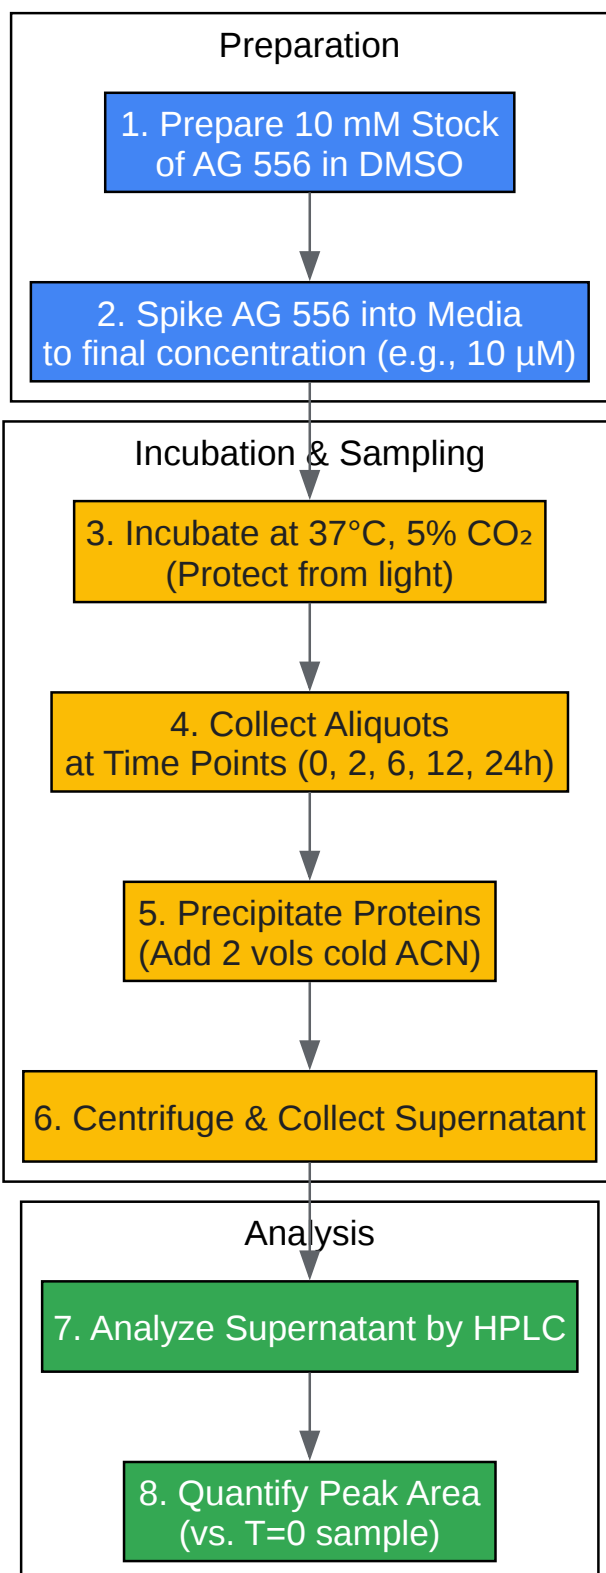 Preparation
1. Prepare 10 mM Stock
of AG 556 in DMSO
2. Spike AG 556 into Media
to final concentration (e.g., 10 µM)
Incubation & Sampling
3. Incubate at 37°C, 5% CO₂
(Protect from light)
4. Collect Aliquots
at Time Points (0, 2, 6, 12, 24h)
5. Precipitate Proteins
(Add 2 vols cold ACN)
6. Centrifuge & Collect Supernatant
Analysis
7. Analyze Supernatant by HPLC
8. Quantify Peak Area
(vs. T=0 sample)